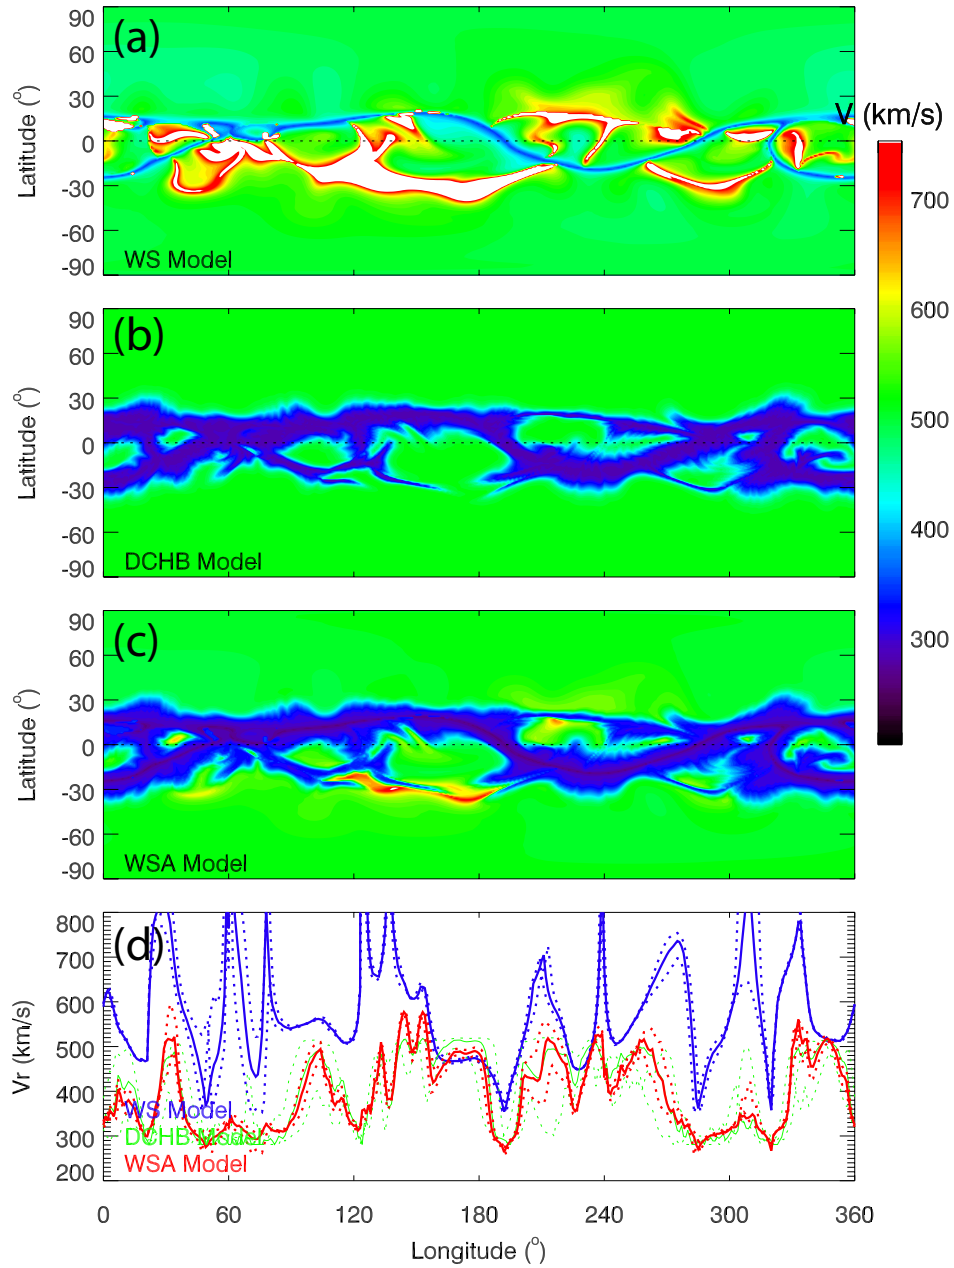 90
(a)
60
30
0
-30
-60
-90
Latitude (°)
WS Model
V (km/s)
700
600
500
400
300
90
(b)
60
30
0
-30
-60
-90
Latitude (°)
DCHB Model
90
(c)
60
30
0
-30
-60
-90
Latitude (°)
WSA Model
800
(d)
700
600
500
400
300
200
Vr (km/s)
WS Model
DCHB Model
WSA Model
0 60 120 180 240 300 360
Longitude (°)